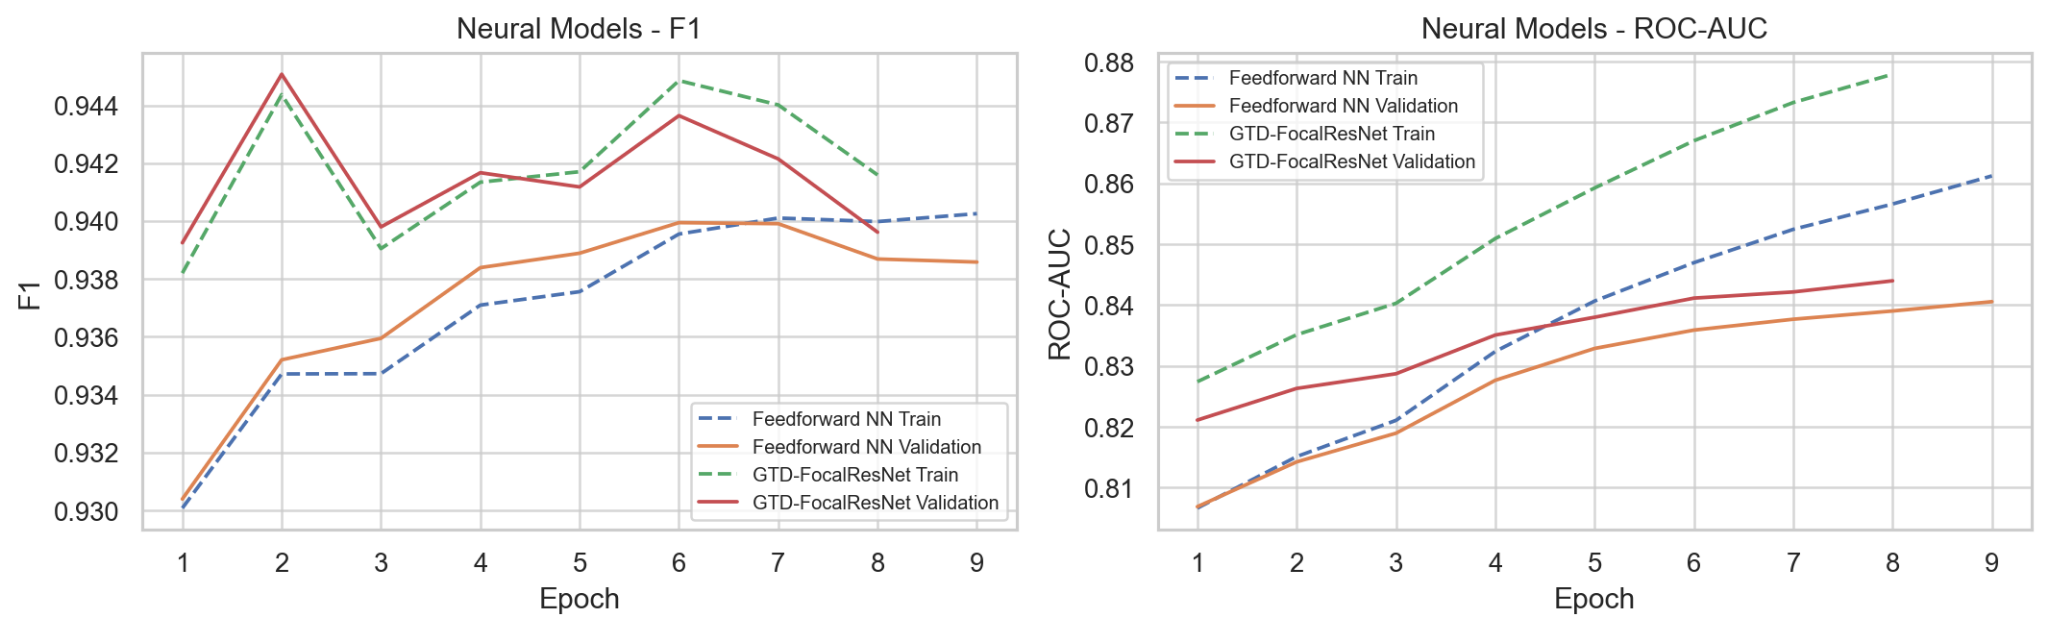 Neural Models - F1
F1
0.944
0.942
0.940
0.938
0.936
0.934
0.932
0.930
Feedforward NN Train
Feedforward NN Validation
GTD-FocalResNet Train
GTD-FocalResNet Validation
1 2 3 4 5 6 7 8 9
Epoch
Neural Models - ROC-AUC
ROC-AUC
0.88
0.87
0.86
0.85
0.84
0.83
0.82
0.81
Feedforward NN Train
Feedforward NN Validation
GTD-FocalResNet Train
GTD-FocalResNet Validation
1 2 3 4 5 6 7 8 9
Epoch